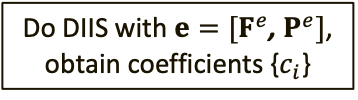 Do DIIS with 𝐞 = [𝐅ᵉ, 𝐏ᵉ],
obtain coefficients {cᵢ}